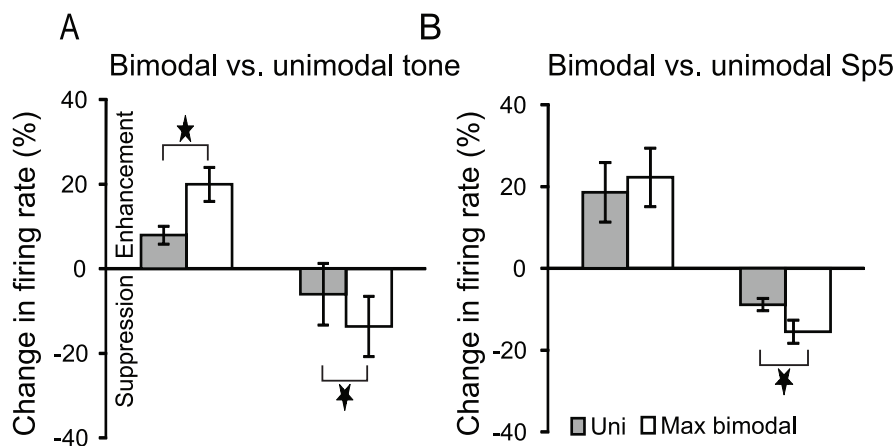 A
Bimodal vs. unimodal tone
Change in firing rate (%)
Suppression
Enhancement
40
20
0
-20
-40
B
Bimodal vs. unimodal Sp5
Change in firing rate (%)
40
20
0
-20
-40
Uni
Max bimodal